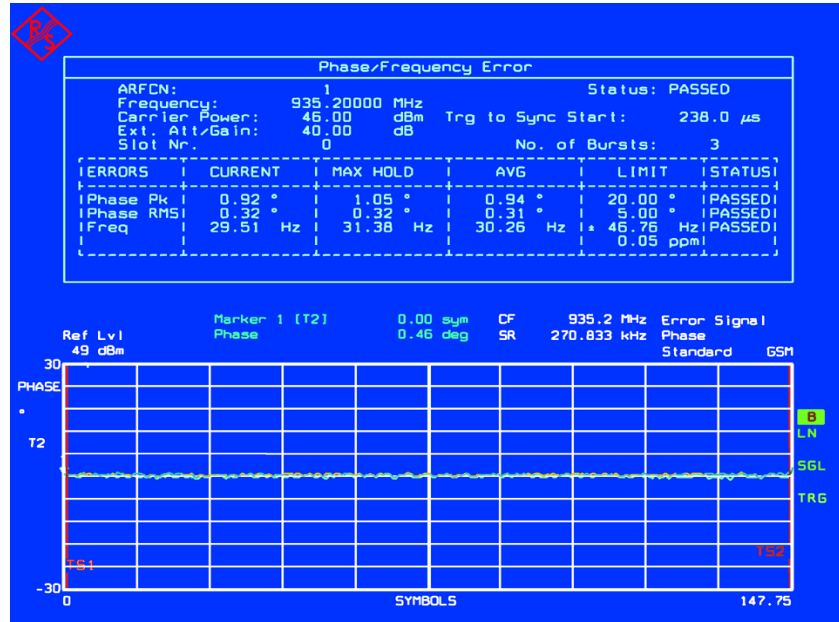 R&S
Phase/Frequency Error
ARFCN: 1 Status: PASSED
Frequency: 935.20000 MHz
Carrier Power: 46.00 dBm Trg to Sync Start: 238.0 µs
Ext. Att/Gain: 40.00 dB
Slot Nr. 0 No. of Bursts: 3
ERRORS CURRENT MAX HOLD AVG LIMIT STATUS
Phase Pk 0.92 ° 1.05 ° 0.94 ° 20.00 ° PASSED
Phase RMS 0.32 ° 0.32 ° 0.31 ° 5.00 ° PASSED
Freq 29.51 Hz 31.38 Hz 30.26 Hz ± 46.76 Hz PASSED
0.05 ppm
Marker 1 [T2] 0.00 sym CF 935.2 MHz Error Signal
Ref Lvl Phase 0.46 deg SR 270.833 kHz Phase
49 dBm Standard GSM
30
PHASE
°
B
T2 LN
SGL
TRG
TS2
TS1
-30
0 SYMBOLS 147.75